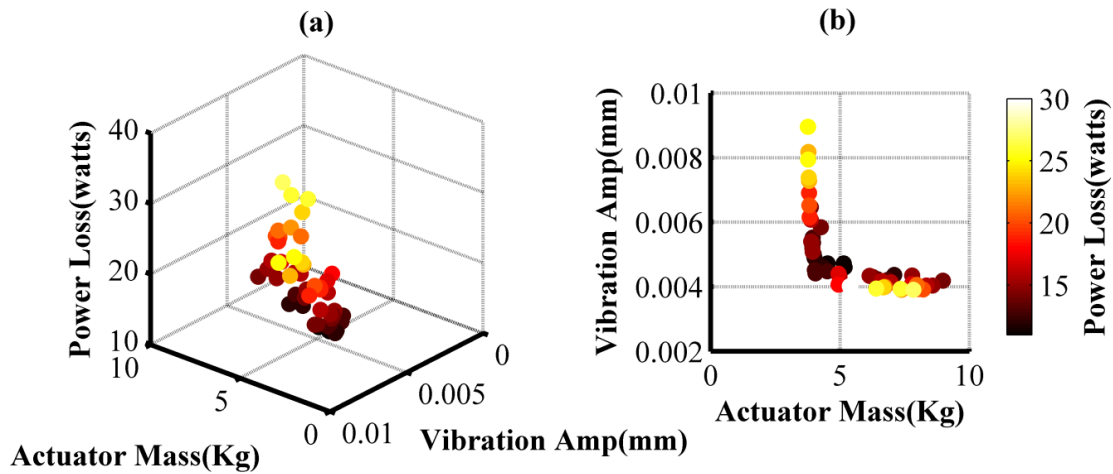 (a)
Power Loss(watts)
40
30
20
10
10
5
0
0.01
0.005
0
Actuator Mass(Kg)
Vibration Amp(mm)
(b)
Vibration Amp(mm)
0.01
0.008
0.006
0.004
0.002
0
5
10
Actuator Mass(Kg)
30
25
20
15
Power Loss(watts)